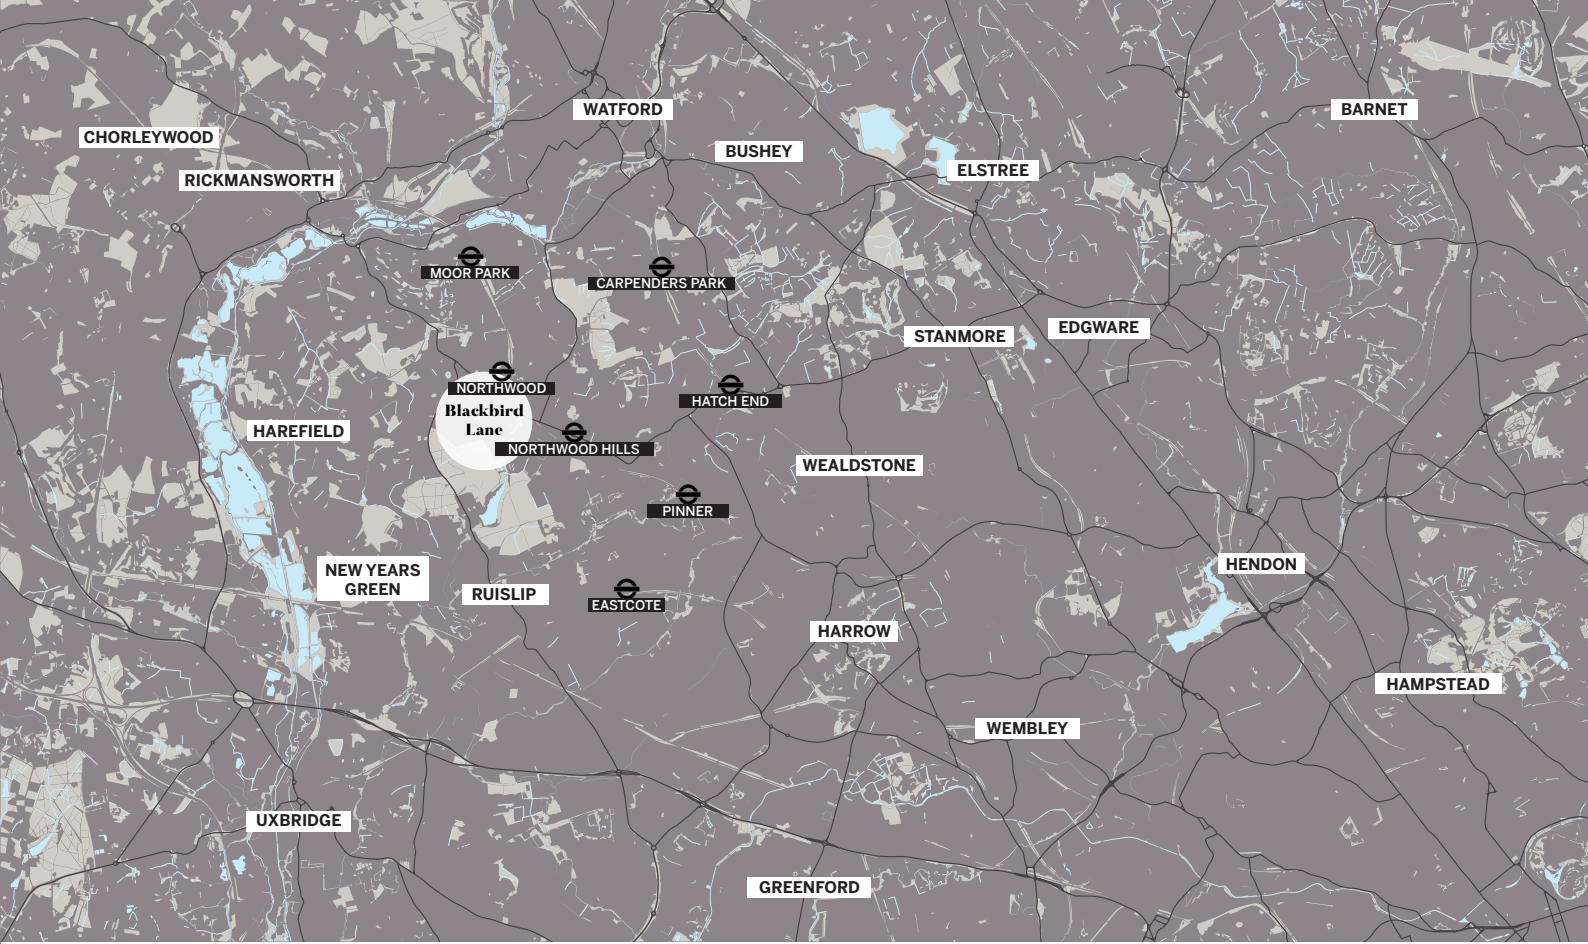 WATFORD
BARNET
CHORLEYWOOD
BUSHEY
ELSTREE
RICKMANSWORTH
MOOR PARK
CARPENDERS PARK
STANMORE
EDGWARE
NORTHWOOD
HATCH END
Blackbird
Lane
HAREFIELD
NORTHWOOD HILLS
WEALDSTONE
PINNER
HENDON
NEW YEARS
GREEN
RUISLIP
EASTCOTE
HARROW
HAMPSTEAD
WEMBLEY
UXBRIDGE
GREENFORD